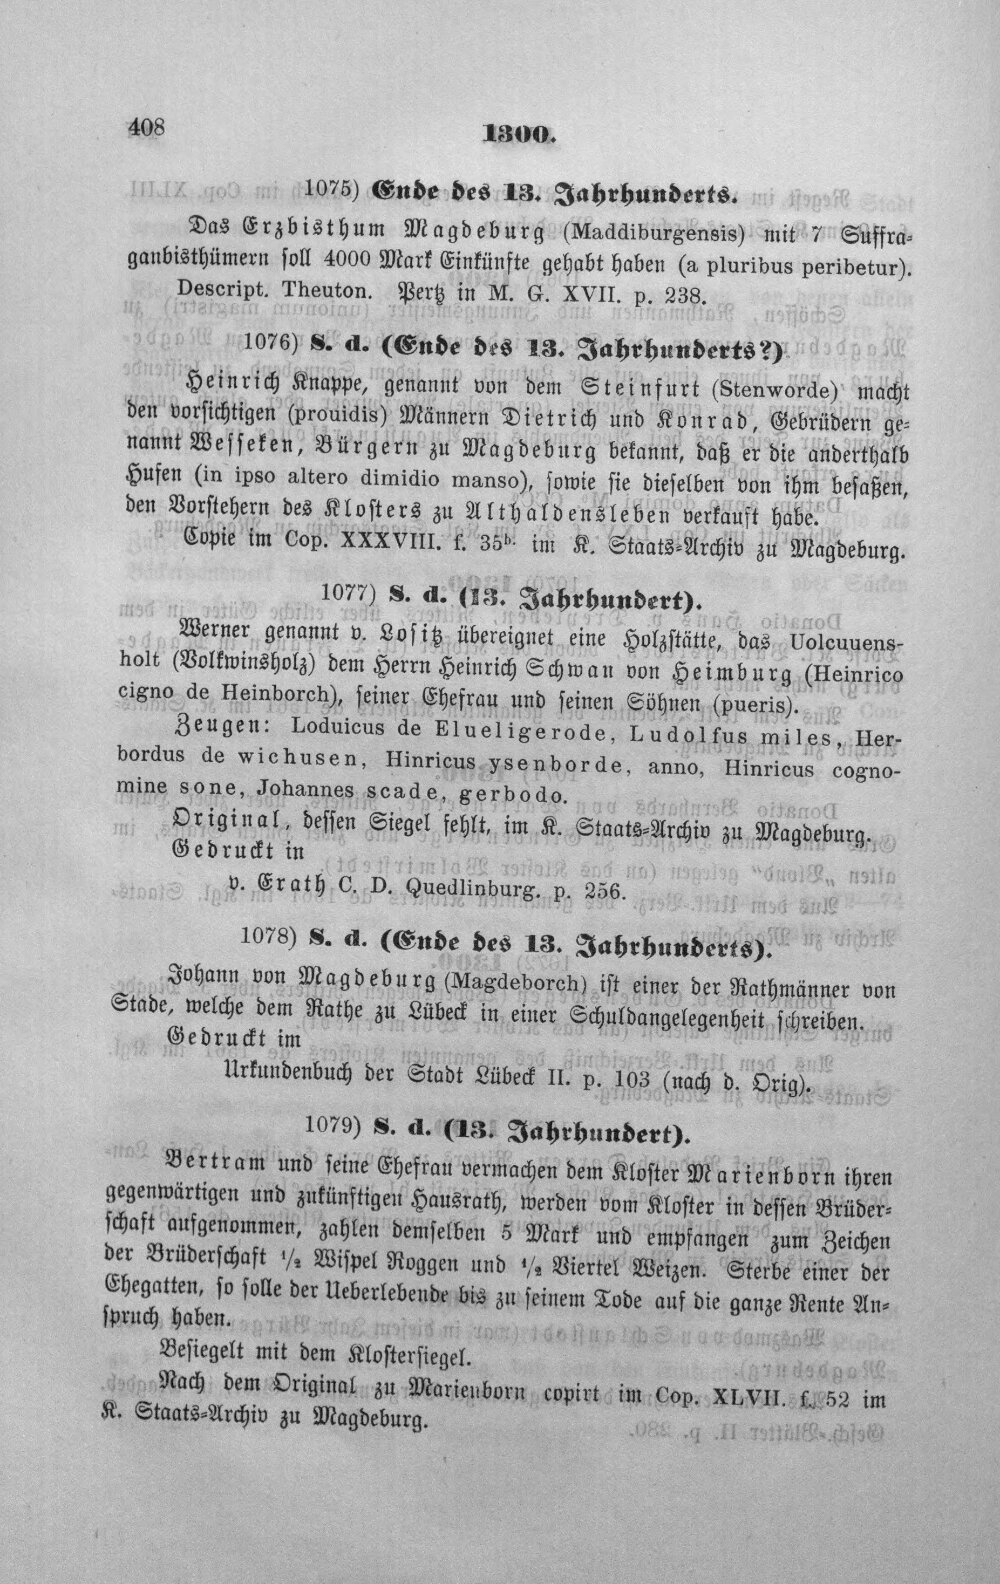 408
1300.
1075) Ende des 13. Jahrhunderts.
Das Erzbisthum Magdeburg (Maddiburgensis) mit 7 Suffra-
ganbisthümern soll 4000 Mark Einkünfte gehabt haben (a pluribus peribetur).
Descript. Theuton. Pertz in M. G. XVII. p. 238.
1076) S. d. (Ende des 13. Jahrhunderts?)
Heinrich Knappe, genannt von dem Steinfurt (Stenworde) macht
den vorsichtigen (prouidis) Männern Dietrich und Konrad, Gebrüdern ge-
nannt Wesseken, Bürgern zu Magdeburg bekannt, daß er die anderthalb
Hufen (in ipso altero dimidio manso), sowie sie dieselben von ihm besaßen,
den Vorstehern des Klosters zu Althaldensleben verkauft habe.
Copie im Cop. XXXVIII. f. 35b. im K. Staats-Archiv zu Magdeburg.
1077) S. d. (13. Jahrhundert).
Werner genannt v. Lositz übereignet eine Holzstätte, das Uolcuuens-
holt (Volkwinsholz) dem Herrn Heinrich Schwan von Heimburg (Heinrico
cigno de Heinborch), seiner Ehefrau und seinen Söhnen (pueris).
Zeugen: Loduicus de Elueligerode, Ludolfus miles, Her-
bordus de wichusen, Hinricus ysenborde, anno, Hinricus cogno-
mine sone, Johannes scade, gerbodo.
Original, dessen Siegel fehlt, im K. Staats-Archiv zu Magdeburg.
Gedruckt in
v. Erath C. D. Quedlinburg. p. 256.
1078) S. d. (Ende des 13. Jahrhunderts).
Johann von Magdeburg (Magdeborch) ist einer der Rathmänner von
Stade, welche dem Rathe zu Lübeck in einer Schuldangelegenheit schreiben.
Gedruckt im
Urkundenbuch der Stadt Lübeck II. p. 103 (nach d. Orig).
1079) S. d. (13. Jahrhundert).
Bertram und seine Ehefrau vermachen dem Kloster Marienborn ihren
gegenwärtigen und zukünftigen Hausrath, werden vom Kloster in dessen Brüder-
schaft aufgenommen, zahlen demselben 5 Mark und empfangen zum Zeichen
der Brüderschaft 1/2 Wispel Roggen und 1/2 Viertel Weizen. Sterbe einer der
Ehegatten, so solle der Ueberlebende bis zu seinem Tode auf die ganze Rente An-
spruch haben.
Besiegelt mit dem Klostersiegel.
Nach dem Original zu Marienborn copirt im Cop. XLVII. f. 52 im
K. Staats-Archiv zu Magdeburg.